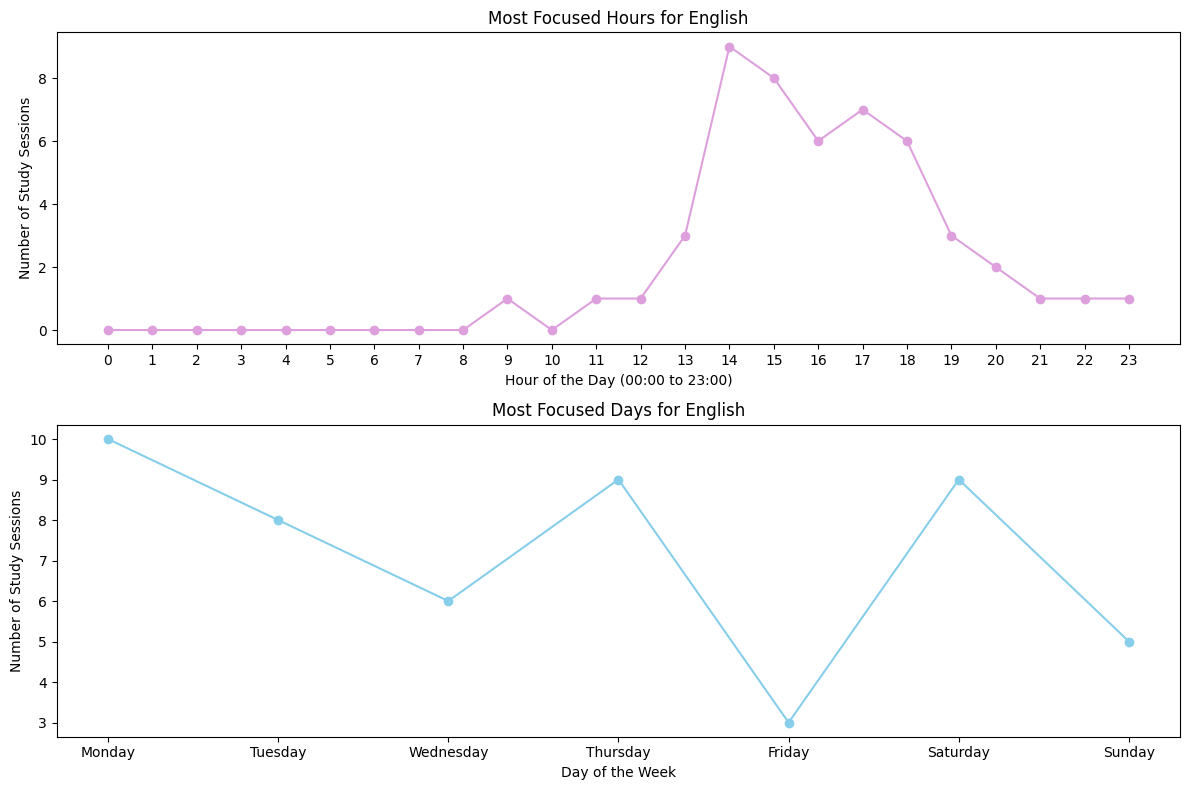 Most Focused Hours for English
Number of Study Sessions
8
6
4
2
0
0 1 2 3 4 5 6 7 8 9 10 11 12 13 14 15 16 17 18 19 20 21 22 23
Hour of the Day (00:00 to 23:00)
Most Focused Days for English
Number of Study Sessions
10
9
8
7
6
5
4
3
Monday Tuesday Wednesday Thursday Friday Saturday Sunday
Day of the Week